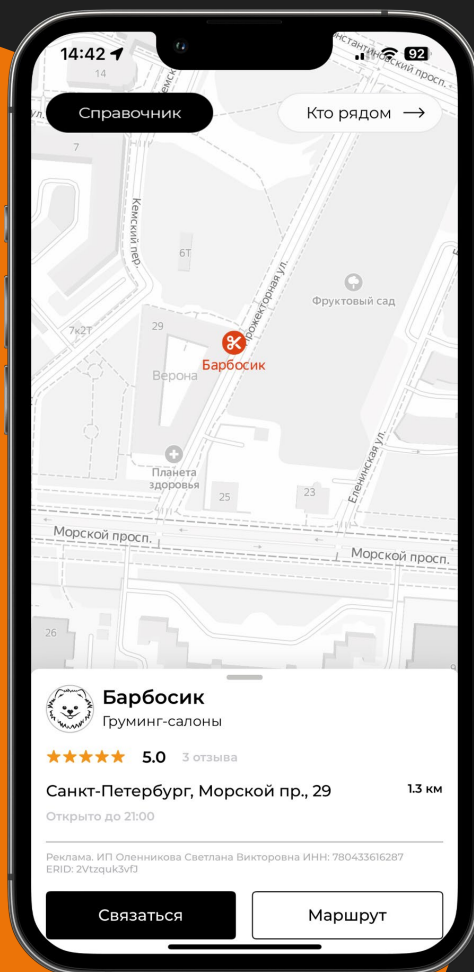 14:42
92
Константиновский просп.
14
Справочник
Кто рядом →
7
Кемский пер.
6Т
Прожекторная ул.
Фруктовый сад
7к2Т
29
Барбосик
Верона
Планета
здоровья
25
23
Еленинская ул.
Морской просп.
Морской просп.
26
Барбосик
Груминг-салоны
5.0 3 отзыва
Санкт-Петербург, Морской пр., 29 1.3 км
Открыто до 21:00
Реклама. ИП Оленникова Светлана Викторовна ИНН: 780433616287
ERID: 2Vtzquk3vfJ
Связаться
Маршрут